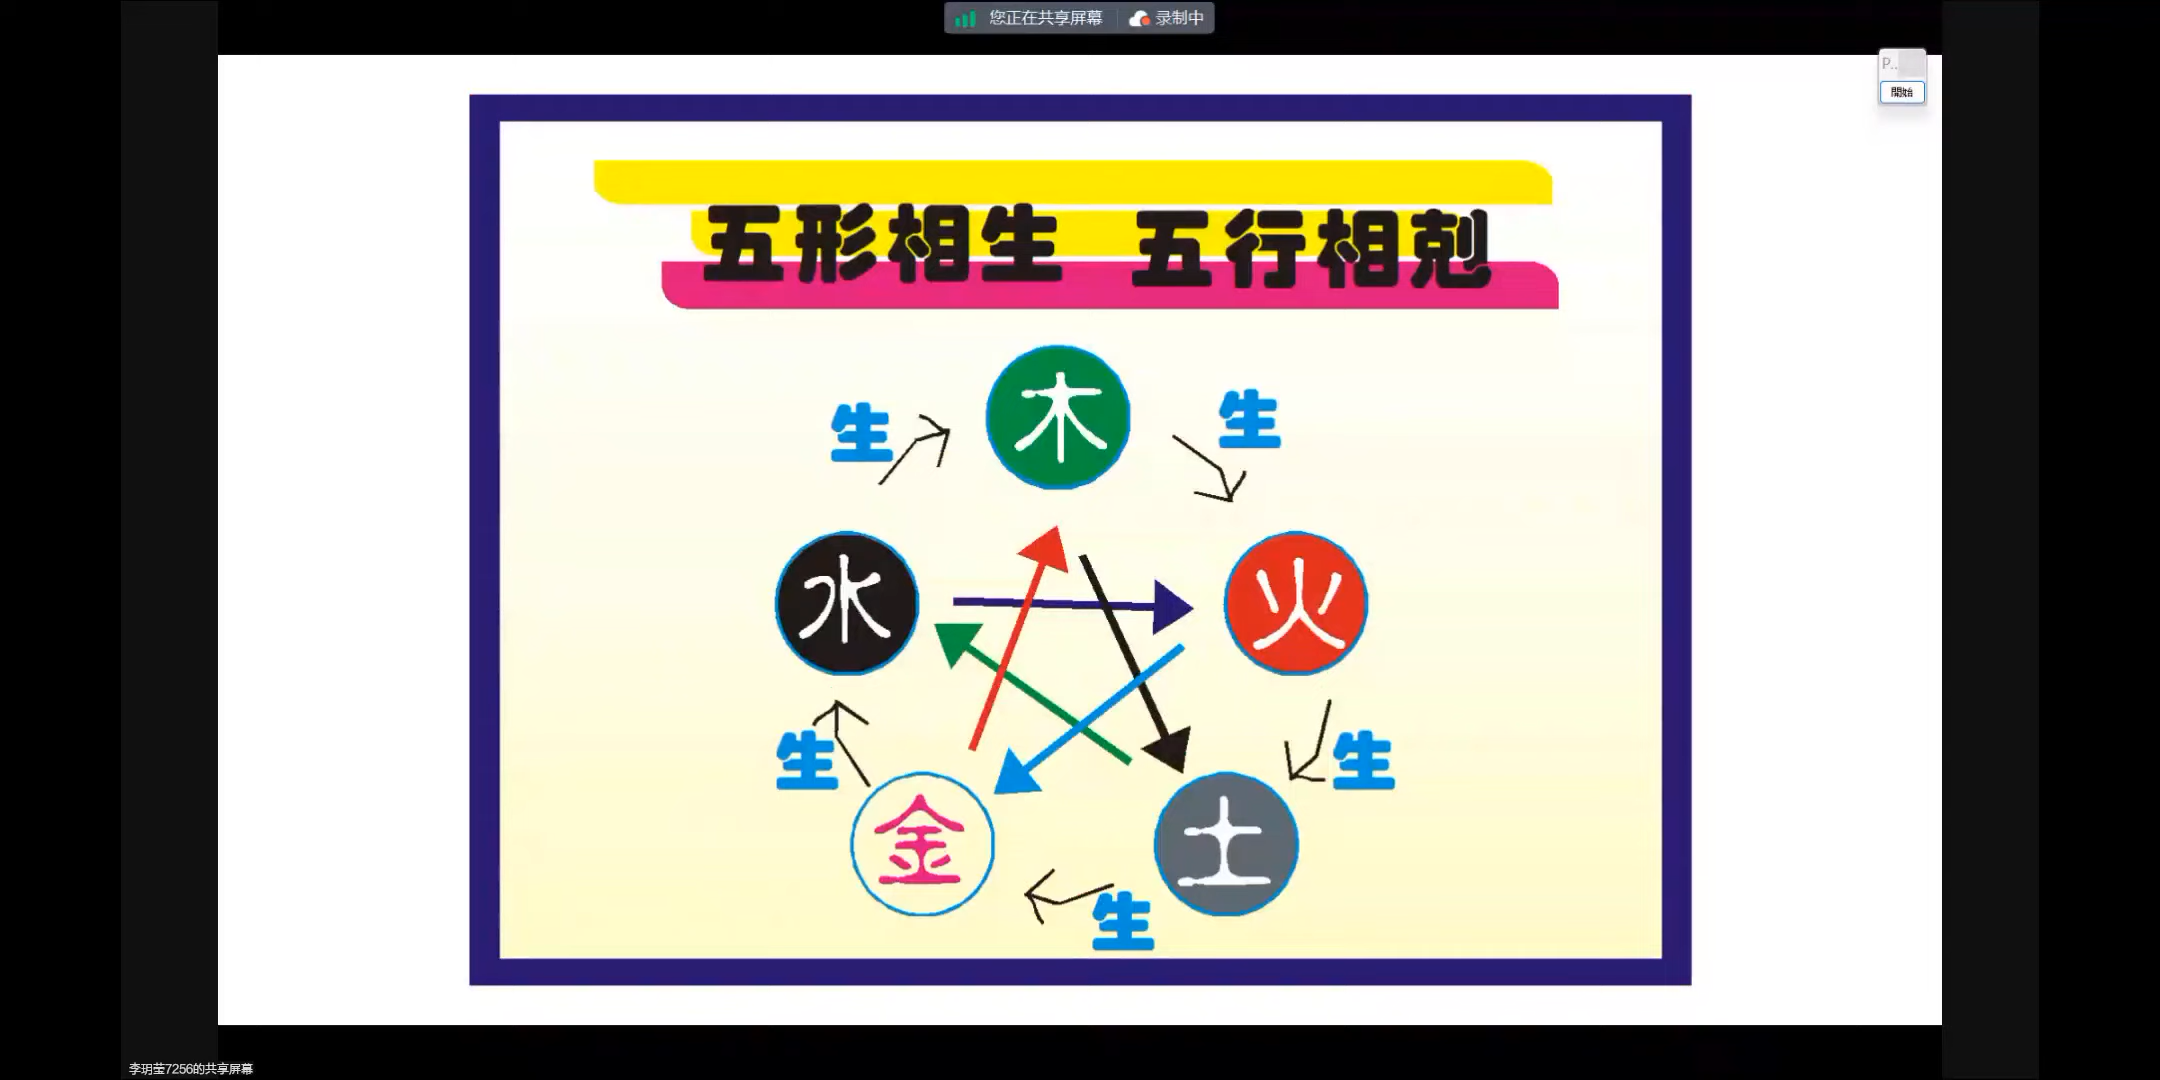 您正在共享屏幕 录制中
P...
開始
五形相生 五行相剋
木
生
生
水
火
生
生
金
土
生
李玥莹7256的共享屏幕